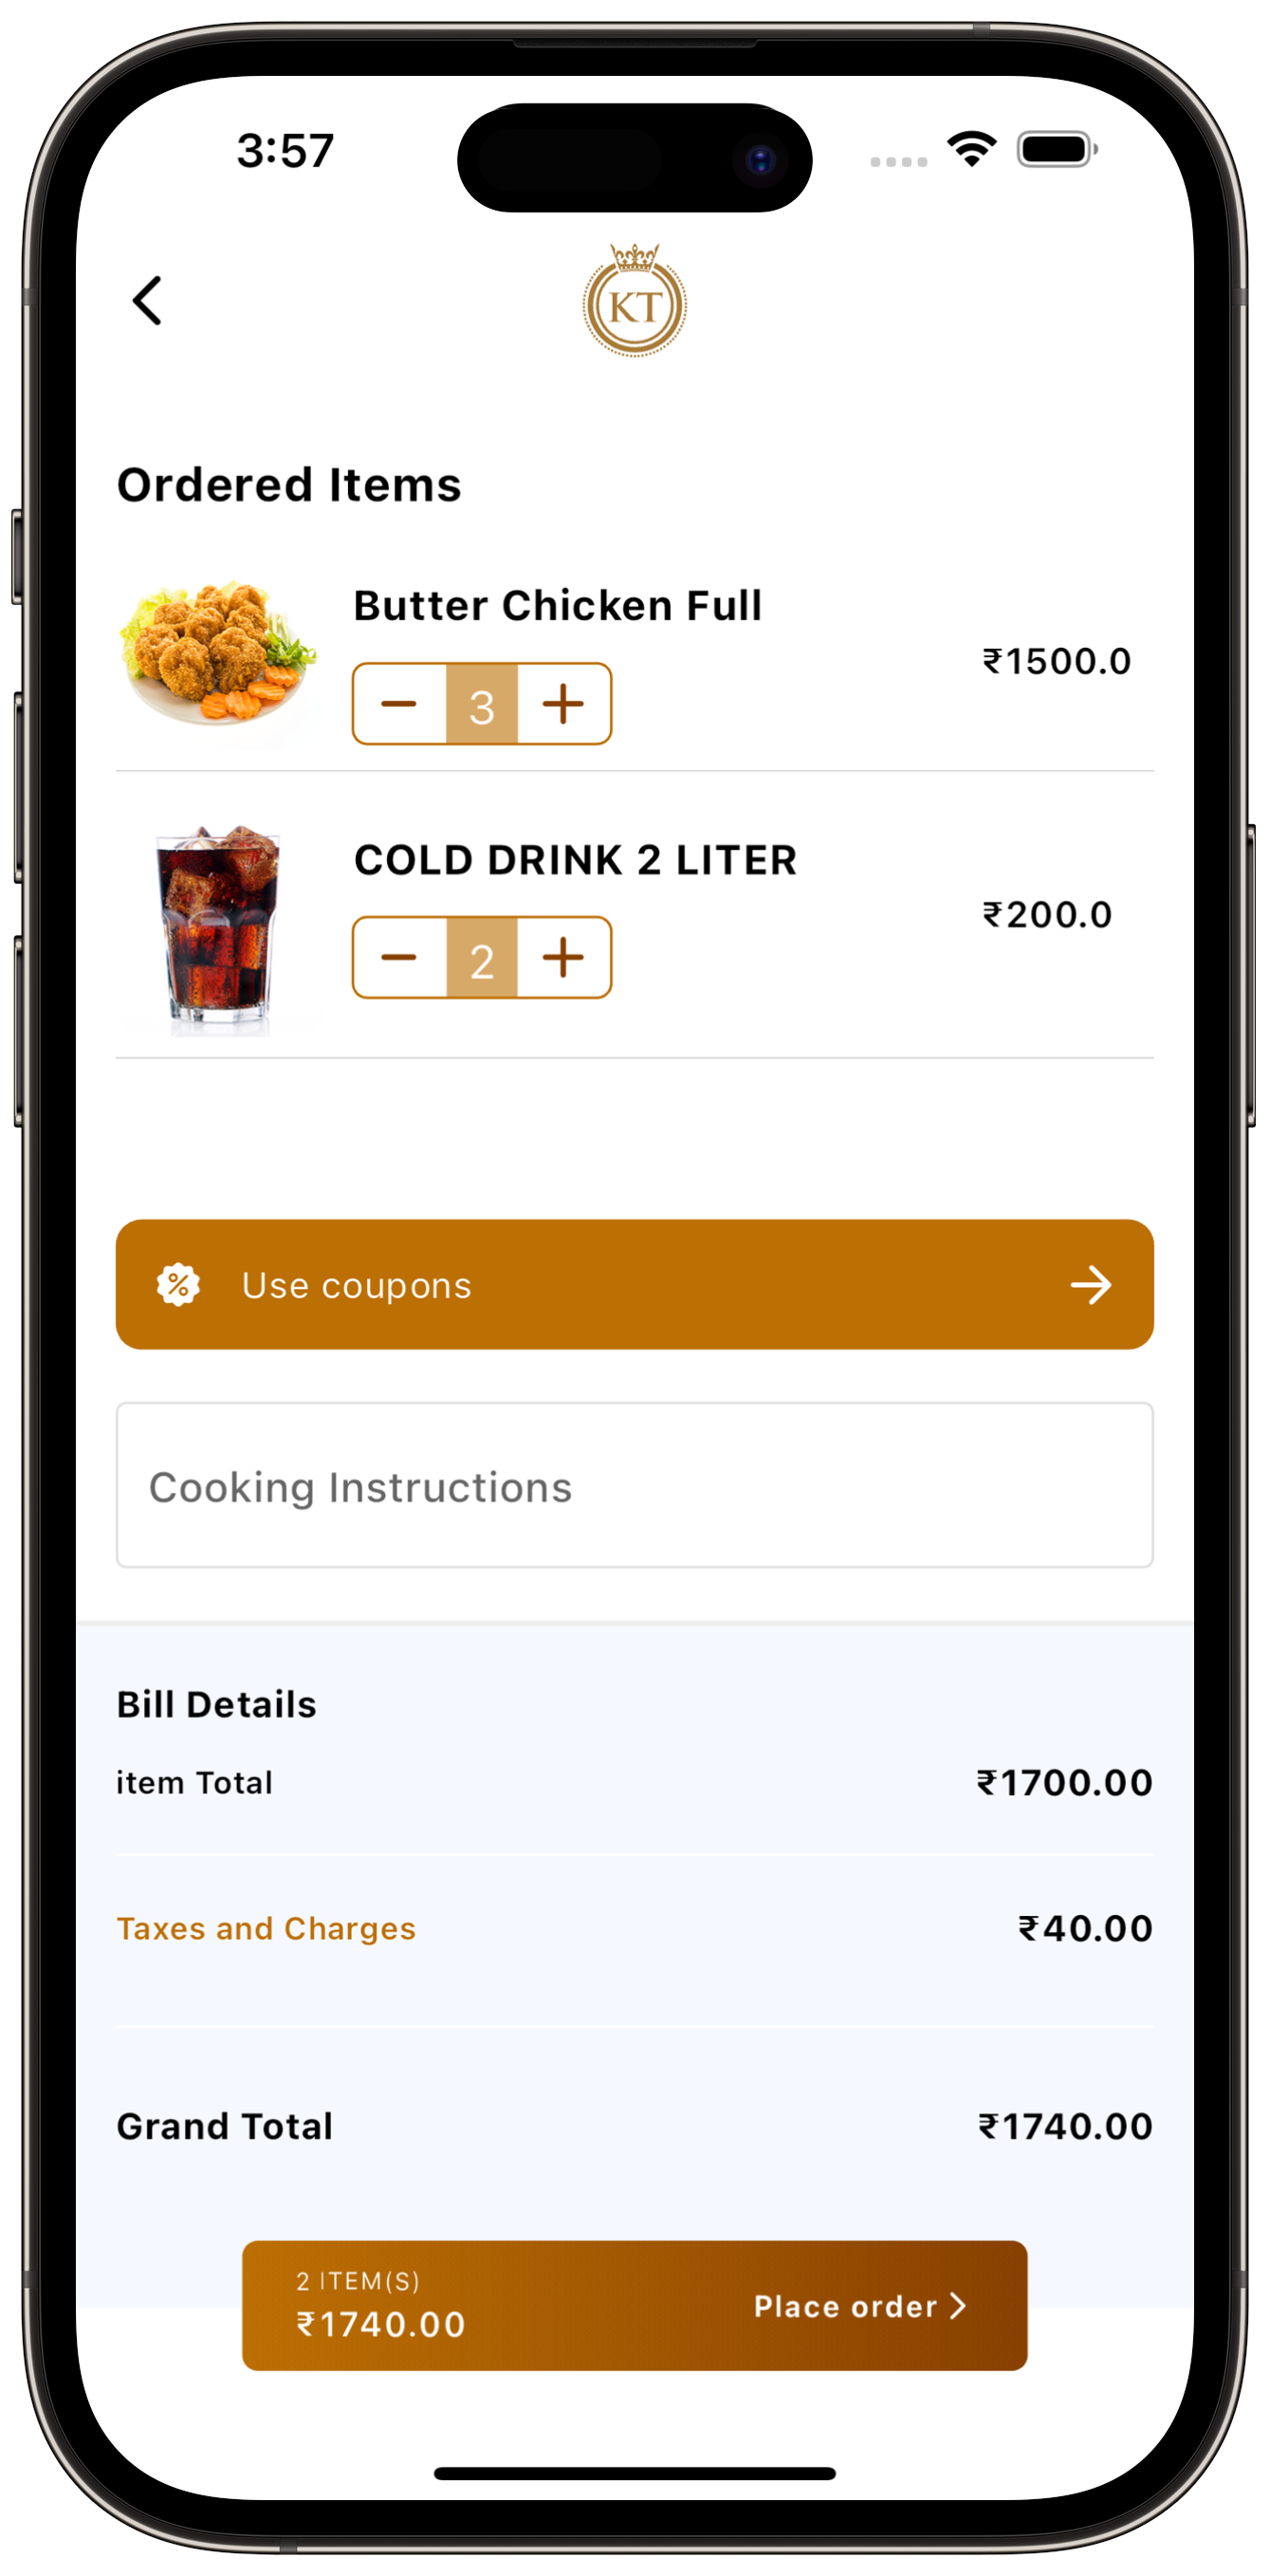 3:57
KT
Ordered Items
Butter Chicken Full
3
₹1500.0
COLD DRINK 2 LITER
2
₹200.0
Use coupons
Cooking Instructions
Bill Details
item Total ₹1700.00
Taxes and Charges ₹40.00
Grand Total ₹1740.00
2 ITEM(S)
₹1740.00
Place order